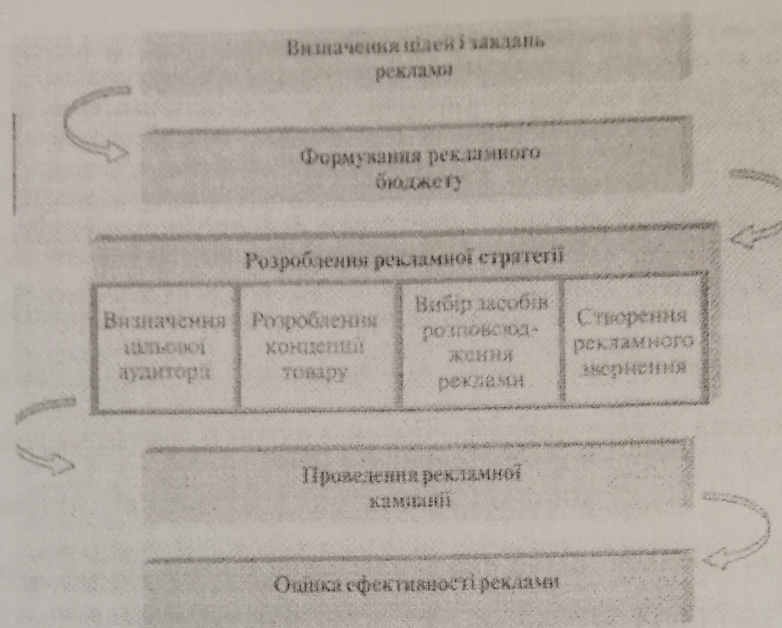 Визначення цілей і завдань
реклами
Формування рекламного
бюджету
Розроблення рекламної стратегії
Визначення
цільової
аудиторії
Розроблення
концепції
товару
Вибір засобів
розповсюд-
ження
реклами
Створення
рекламного
звернення
Проведення рекламної
кампанії
Оцінка ефективності реклами